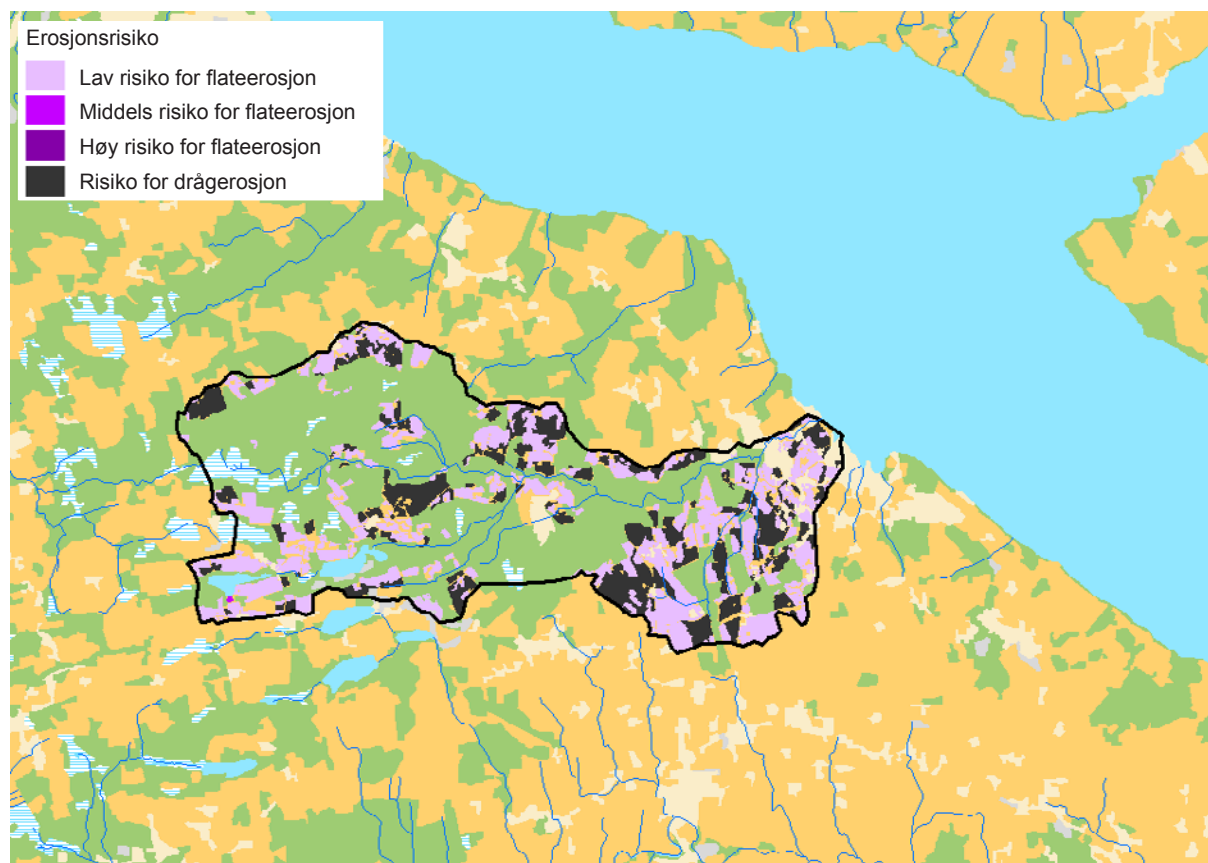 Erosjonsrisiko
Lav risiko for flateerosjon
Middels risiko for flateerosjon
Høy risiko for flateerosjon
Risiko for drågerosjon